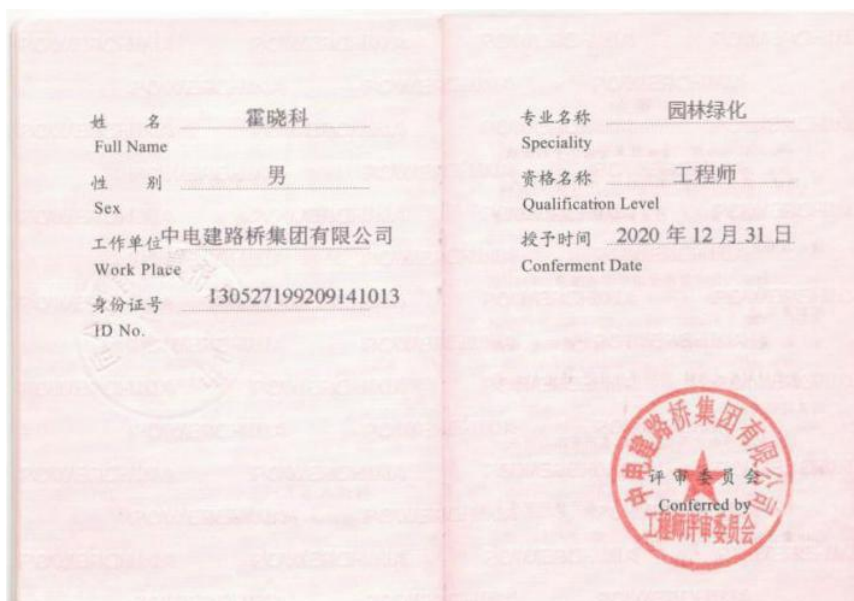 姓 名 霍晓科
Full Name
性 别 男
Sex
工作单位 中电建路桥集团有限公司
Work Place
身份证号 130527199209141013
ID No.
专业名称 园林绿化
Speciality
资格名称 工程师
Qualification Level
授予时间 2020 年 12 月 31 日
Conferment Date
中电建路桥集团有限公司
评审委员会
Conferred by
工程师评审委员会